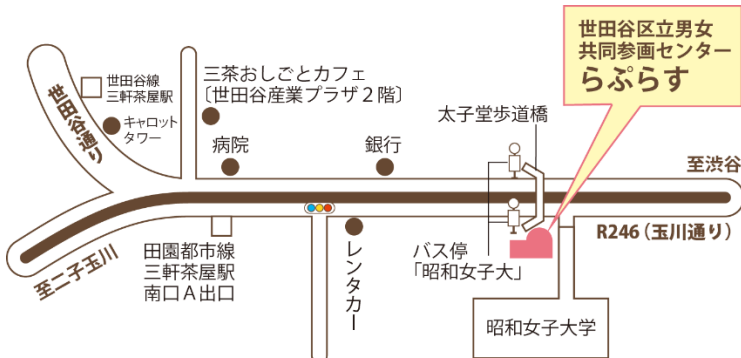 世田谷区立男女
共同参画センター
らぷらす
世田谷通り
世田谷線
三軒茶屋駅
キャロット
タワー
三茶おしごとカフェ
〔世田谷産業プラザ2階〕
病院
銀行
太子堂歩道橋
至渋谷
R246(玉川通り)
至二子玉川
田園都市線
三軒茶屋駅
南口A出口
レンタカー
バス停
「昭和女子大」
昭和女子大学